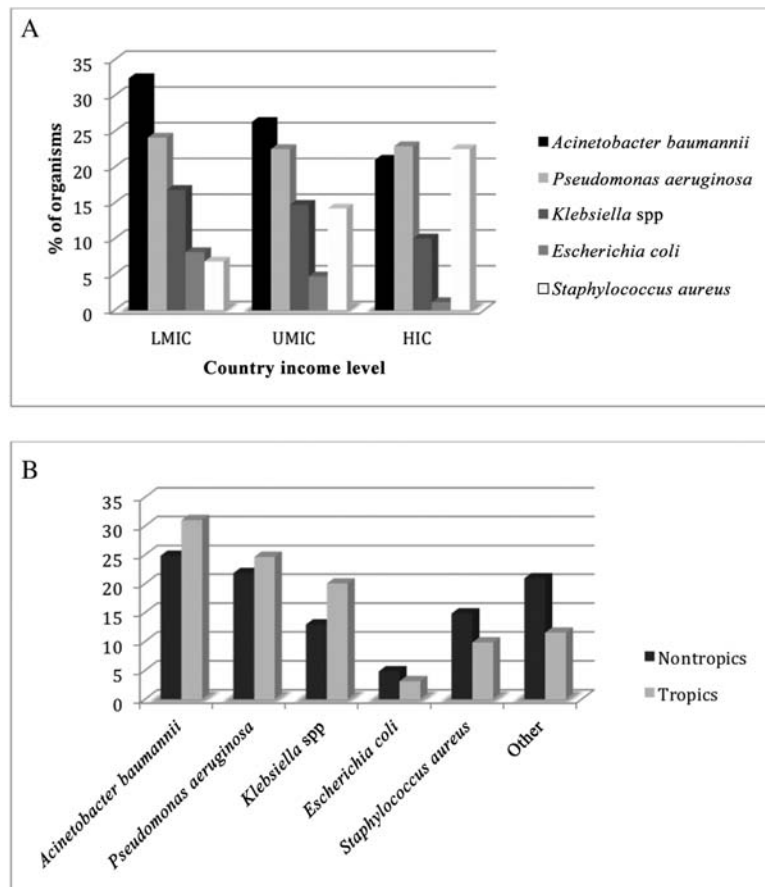 A
35
30
25
20
15
10
5
0
% of organisms
LMIC UMIC HIC
Country income level
Acinetobacter baumannii
Pseudomonas aeruginosa
Klebsiella spp
Escherichia coli
Staphylococcus aureus
B
35
30
25
20
15
10
5
0
Acinetobacter baumannii
Pseudomonas aeruginosa
Klebsiella spp
Escherichia coli
Staphylococcus aureus
Other
Nontropics
Tropics